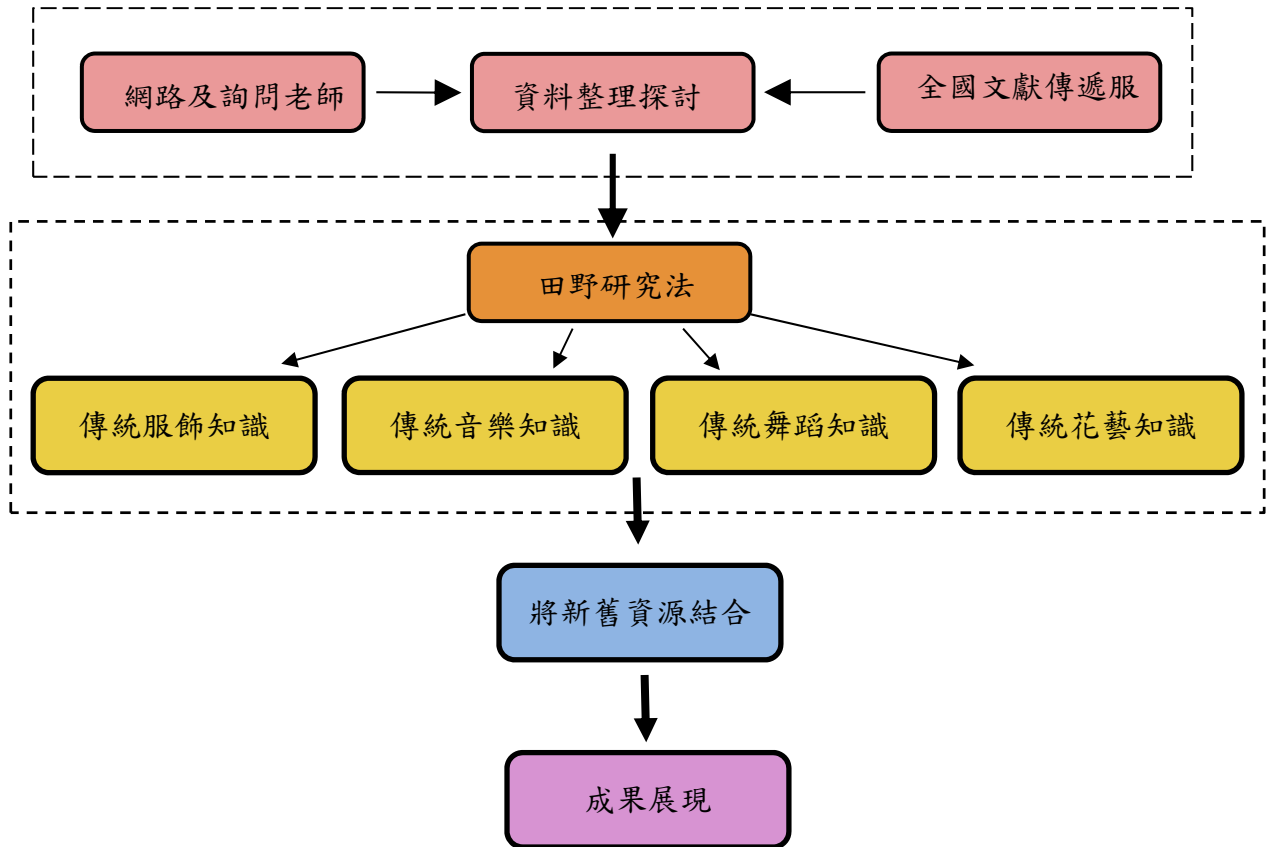 網路及詢問老師
資料整理探討
全國文獻傳遞服
田野研究法
傳統服飾知識
傳統音樂知識
傳統舞蹈知識
傳統花藝知識
將新舊資源結合
成果展現